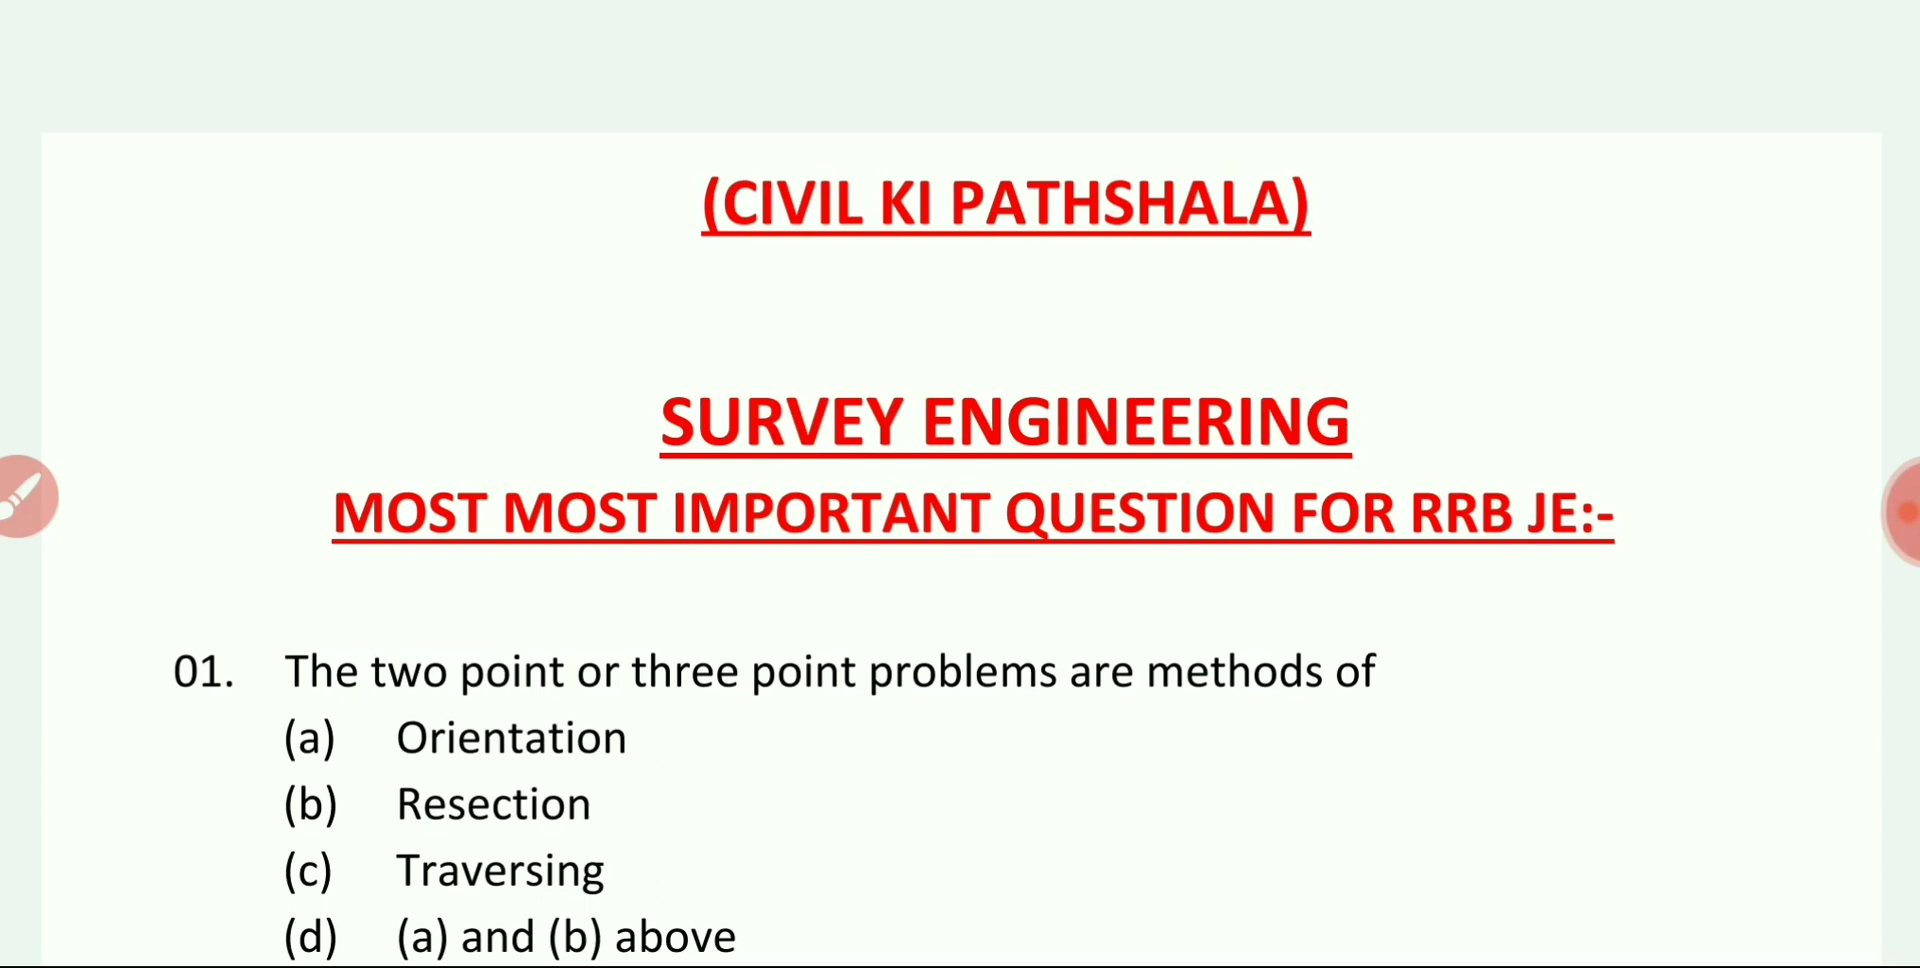 (CIVIL KI PATHSHALA)
SURVEY ENGINEERING
MOST MOST IMPORTANT QUESTION FOR RRB JE:-
01. The two point or three point problems are methods of
(a) Orientation
(b) Resection
(c) Traversing
(d) (a) and (b) above